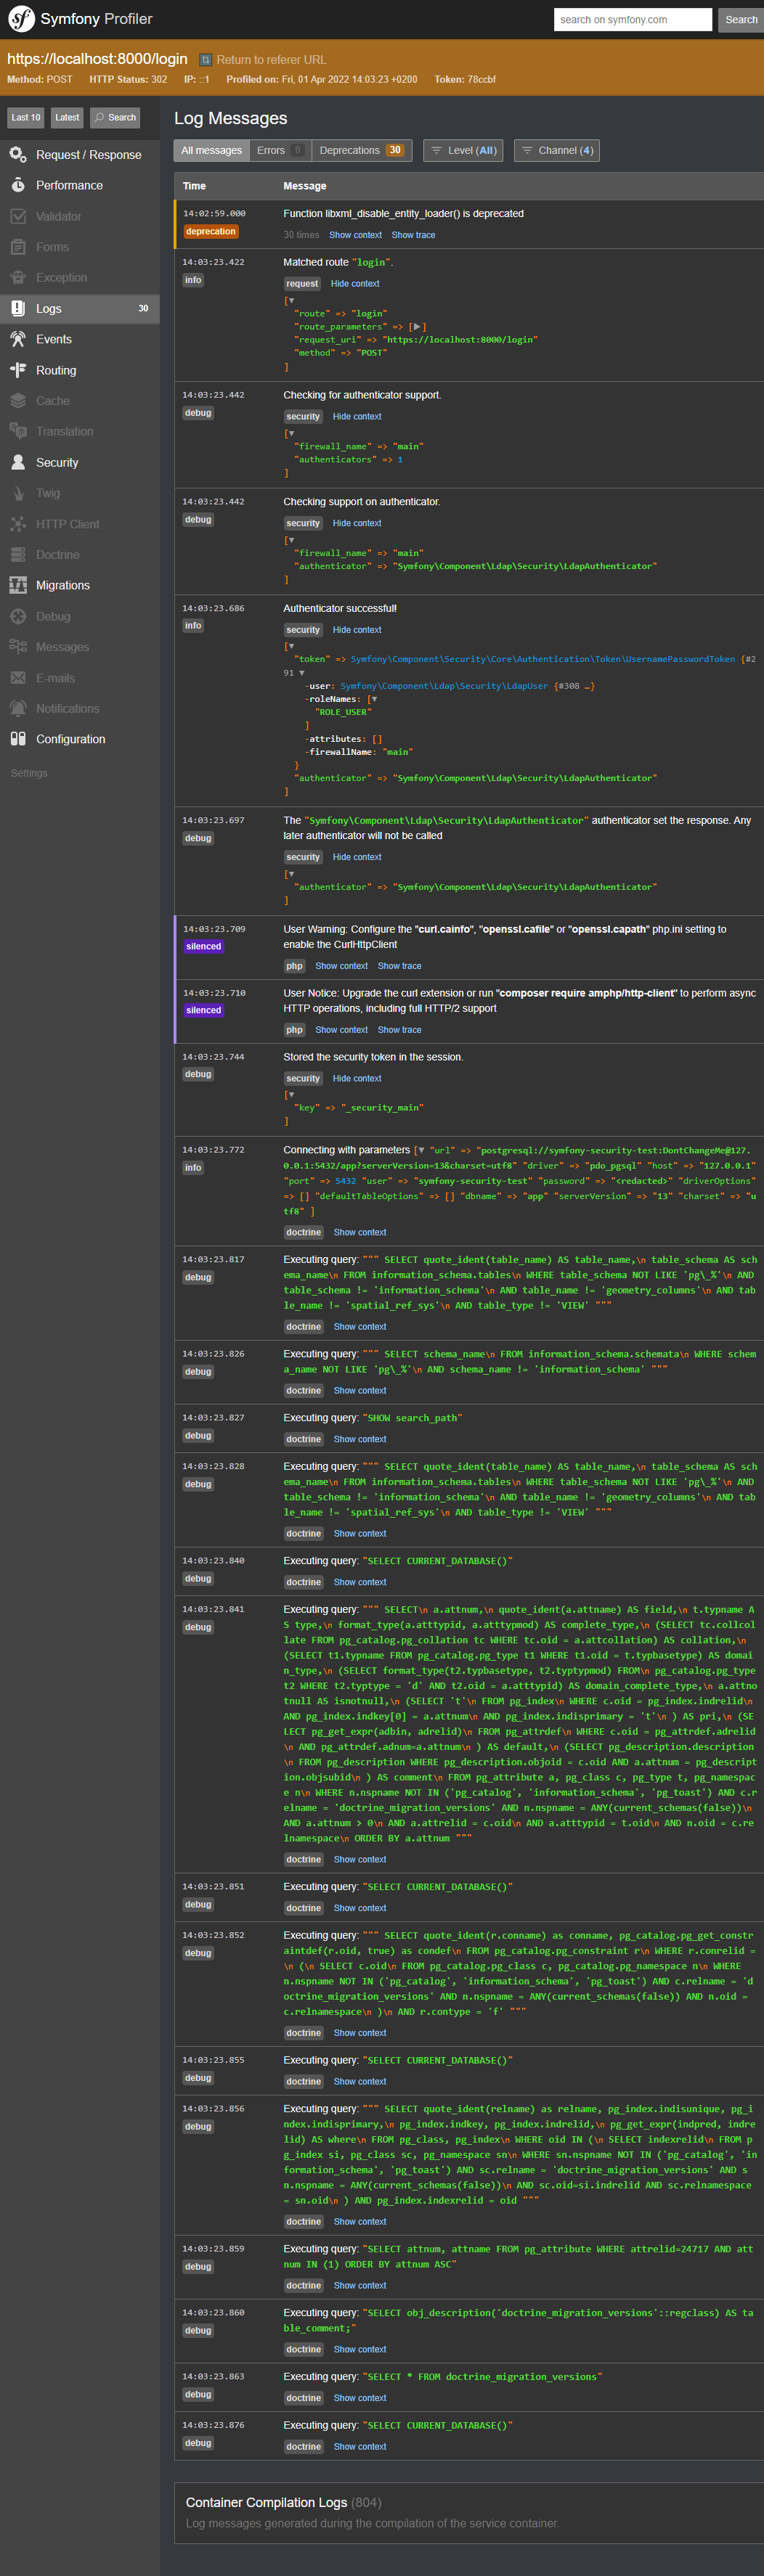 Symfony Profiler
search on symfony.com
Search
https://localhost:8000/login Return to referer URL
Method: POST HTTP Status: 302 IP: ::1 Profiled on: Fri, 01 Apr 2022 14:03:23 +0200 Token: 78ccbf
Last 10 Latest Search
Request / Response
Performance
Validator
Forms
Exception
Logs 30
Events
Routing
Cache
Translation
Security
Twig
HTTP Client
Doctrine
Migrations
Debug
Messages
E-mails
Notifications
Configuration
Settings
Log Messages
All messages Errors 0 Deprecations 30 Level (All) Channel (4)
Time Message
14:02:59.000 Function libxml_disable_entity_loader() is deprecated
deprecation 30 times Show context Show trace
14:03:23.422 Matched route "login".
info
request Hide context
[▼
"route" => "login"
"route_parameters" => [▶]
"request_uri" => "https://localhost:8000/login"
"method" => "POST"
]
14:03:23.442 Checking for authenticator support.
debug
security Hide context
[▼
"firewall_name" => "main"
"authenticators" => 1
]
14:03:23.442 Checking support on authenticator.
debug
security Hide context
[▼
"firewall_name" => "main"
"authenticator" => "Symfony\Component\Ldap\Security\LdapAuthenticator"
]
14:03:23.686 Authenticator successful!
info
security Hide context
[▼
"token" => Symfony\Component\Security\Core\Authentication\Token\UsernamePasswordToken {#2
91 ▼
-user: Symfony\Component\Ldap\Security\LdapUser {#308 …}
-roleNames: [▼
"ROLE_USER"
]
-attributes: []
-firewallName: "main"
}
"authenticator" => "Symfony\Component\Ldap\Security\LdapAuthenticator"
]
14:03:23.697 The "Symfony\Component\Ldap\Security\LdapAuthenticator" authenticator set the response. Any
debug later authenticator will not be called
security Hide context
[▼
"authenticator" => "Symfony\Component\Ldap\Security\LdapAuthenticator"
]
14:03:23.709 User Warning: Configure the "curl.cainfo", "openssl.cafile" or "openssl.capath" php.ini setting to
silenced enable the CurlHttpClient
php Show context Show trace
14:03:23.710 User Notice: Upgrade the curl extension or run "composer require amphp/http-client" to perform async
silenced HTTP operations, including full HTTP/2 support
php Show context Show trace
14:03:23.744 Stored the security token in the session.
debug
security Hide context
[▼
"key" => "_security_main"
]
14:03:23.772 Connecting with parameters [▼ "url" => "postgresql://symfony-security-test:DontChangeMe@127.
info 0.0.1:5432/app?serverVersion=13&charset=utf8" "driver" => "pdo_pgsql" "host" => "127.0.0.1"
"port" => 5432 "user" => "symfony-security-test" "password" => "<redacted>" "driverOptions"
=> [] "defaultTableOptions" => [] "dbname" => "app" "serverVersion" => "13" "charset" => "u
tf8" ]
doctrine Show context
14:03:23.817 Executing query: """ SELECT quote_ident(table_name) AS table_name,\n table_schema AS sch
debug ema_name\n FROM information_schema.tables\n WHERE table_schema NOT LIKE 'pg\_%'\n AND
table_schema != 'information_schema'\n AND table_name != 'geometry_columns'\n AND tab
le_name != 'spatial_ref_sys'\n AND table_type != 'VIEW' """
doctrine Show context
14:03:23.826 Executing query: """ SELECT schema_name\n FROM information_schema.schemata\n WHERE schem
debug a_name NOT LIKE 'pg\_%'\n AND schema_name != 'information_schema' """
doctrine Show context
14:03:23.827 Executing query: "SHOW search_path"
debug
doctrine Show context
14:03:23.828 Executing query: """ SELECT quote_ident(table_name) AS table_name,\n table_schema AS sch
debug ema_name\n FROM information_schema.tables\n WHERE table_schema NOT LIKE 'pg\_%'\n AND
table_schema != 'information_schema'\n AND table_name != 'geometry_columns'\n AND tab
le_name != 'spatial_ref_sys'\n AND table_type != 'VIEW' """
doctrine Show context
14:03:23.840 Executing query: "SELECT CURRENT_DATABASE()"
debug
doctrine Show context
14:03:23.841 Executing query: """ SELECT\n a.attnum,\n quote_ident(a.attname) AS field,\n t.typname A
debug S type,\n format_type(a.atttypid, a.atttypmod) AS complete_type,\n (SELECT tc.collcol
late FROM pg_catalog.pg_collation tc WHERE tc.oid = a.attcollation) AS collation,\n
(SELECT t1.typname FROM pg_catalog.pg_type t1 WHERE t1.oid = t.typbasetype) AS domai
n_type,\n (SELECT format_type(t2.typbasetype, t2.typtypmod) FROM\n pg_catalog.pg_type
t2 WHERE t2.typtype = 'd' AND t2.oid = a.atttypid) AS domain_complete_type,\n a.attno
tnull AS isnotnull,\n (SELECT 't'\n FROM pg_index\n WHERE c.oid = pg_index.indrelid\n
AND pg_index.indkey[0] = a.attnum\n AND pg_index.indisprimary = 't'\n ) AS pri,\n (SE
LECT pg_get_expr(adbin, adrelid)\n FROM pg_attrdef\n WHERE c.oid = pg_attrdef.adrelid
\n AND pg_attrdef.adnum=a.attnum\n ) AS default,\n (SELECT pg_description.description
\n FROM pg_description WHERE pg_description.objoid = c.oid AND a.attnum = pg_descript
ion.objsubid\n ) AS comment\n FROM pg_attribute a, pg_class c, pg_type t, pg_namespac
e n\n WHERE n.nspname NOT IN ('pg_catalog', 'information_schema', 'pg_toast') AND c.r
elname = 'doctrine_migration_versions' AND n.nspname = ANY(current_schemas(false))\n
AND a.attnum > 0\n AND a.attrelid = c.oid\n AND a.atttypid = t.oid\n AND n.oid = c.re
lnamespace\n ORDER BY a.attnum """
doctrine Show context
14:03:23.851 Executing query: "SELECT CURRENT_DATABASE()"
debug
doctrine Show context
14:03:23.852 Executing query: """ SELECT quote_ident(r.conname) as conname, pg_catalog.pg_get_constr
debug aintdef(r.oid, true) as condef\n FROM pg_catalog.pg_constraint r\n WHERE r.conrelid =
\n (\n SELECT c.oid\n FROM pg_catalog.pg_class c, pg_catalog.pg_namespace n\n WHERE
n.nspname NOT IN ('pg_catalog', 'information_schema', 'pg_toast') AND c.relname = 'd
octrine_migration_versions' AND n.nspname = ANY(current_schemas(false)) AND n.oid =
c.relnamespace\n )\n AND r.contype = 'f' """
doctrine Show context
14:03:23.855 Executing query: "SELECT CURRENT_DATABASE()"
debug
doctrine Show context
14:03:23.856 Executing query: """ SELECT quote_ident(relname) as relname, pg_index.indisunique, pg_i
debug ndex.indisprimary,\n pg_index.indkey, pg_index.indrelid,\n pg_get_expr(indpred, indre
lid) AS where\n FROM pg_class, pg_index\n WHERE oid IN (\n SELECT indexrelid\n FROM p
g_index si, pg_class sc, pg_namespace sn\n WHERE sn.nspname NOT IN ('pg_catalog', 'in
formation_schema', 'pg_toast') AND sc.relname = 'doctrine_migration_versions' AND s
n.nspname = ANY(current_schemas(false))\n AND sc.oid=si.indrelid AND sc.relnamespace
= sn.oid\n ) AND pg_index.indexrelid = oid """
doctrine Show context
14:03:23.859 Executing query: "SELECT attnum, attname FROM pg_attribute WHERE attrelid=24717 AND att
debug num IN (1) ORDER BY attnum ASC"
doctrine Show context
14:03:23.860 Executing query: "SELECT obj_description('doctrine_migration_versions'::regclass) AS ta
debug ble_comment;"
doctrine Show context
14:03:23.863 Executing query: "SELECT * FROM doctrine_migration_versions"
debug
doctrine Show context
14:03:23.876 Executing query: "SELECT CURRENT_DATABASE()"
debug
doctrine Show context
Container Compilation Logs (804)
Log messages generated during the compilation of the service container.